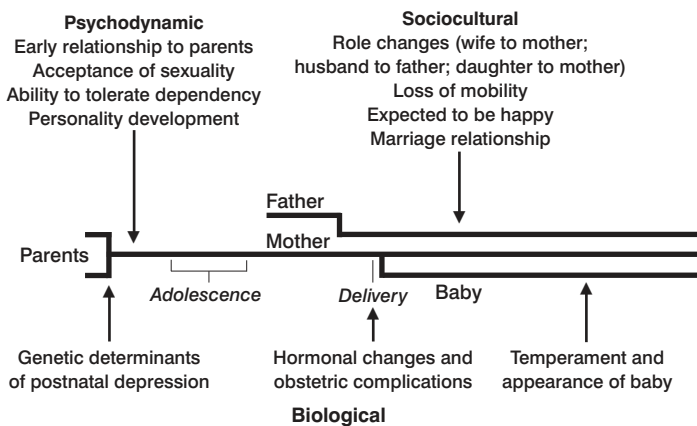 Psychodynamic
Early relationship to parents
Acceptance of sexuality
Ability to tolerate dependency
Personality development
Sociocultural
Role changes (wife to mother;
husband to father; daughter to mother)
Loss of mobility
Expected to be happy
Marriage relationship
Father
Mother
Parents
Adolescence
Delivery
Baby
Genetic determinants
of postnatal depression
Hormonal changes and
obstetric complications
Temperament and
appearance of baby
Biological